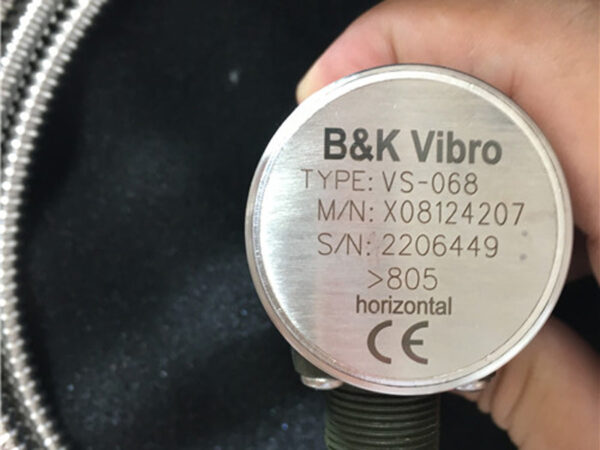 B&K Vibro
TYPE: VS-068
M/N: X08124207
S/N: 2206449
>805
horizontal
CE